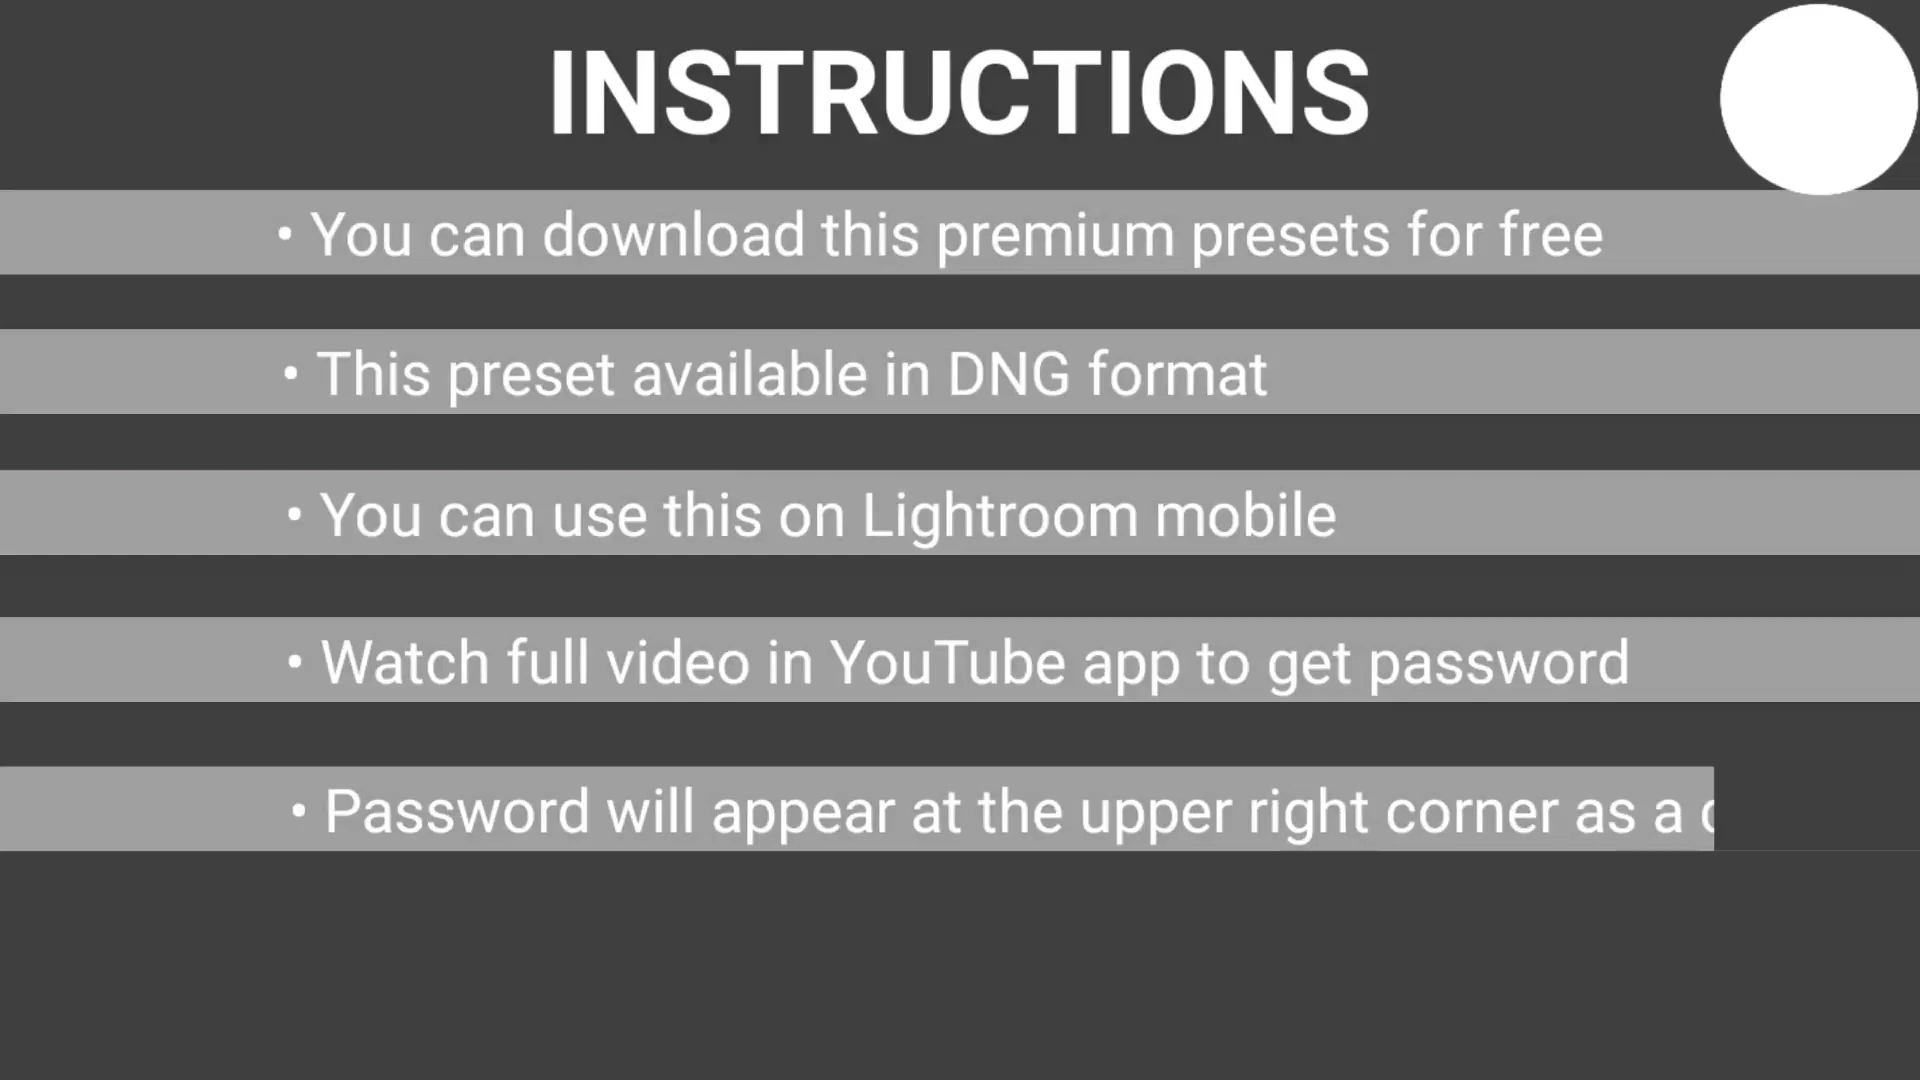 INSTRUCTIONS
• You can download this premium presets for free
• This preset available in DNG format
• You can use this on Lightroom mobile
• Watch full video in YouTube app to get password
• Password will appear at the upper right corner as a